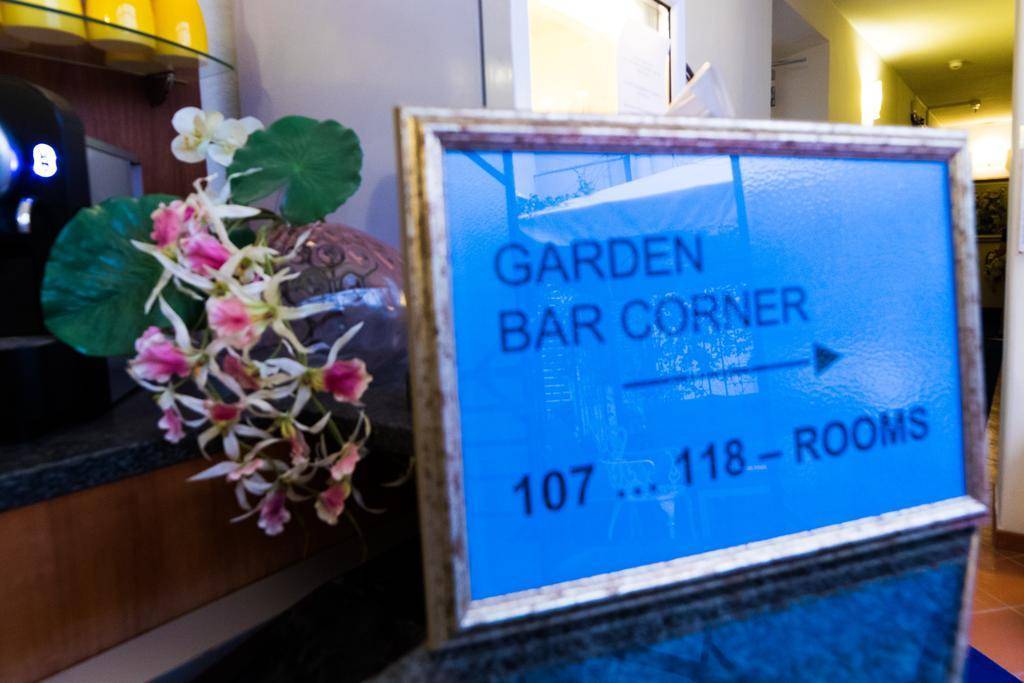 GARDEN
BAR CORNER
107 ... 118 – ROOMS